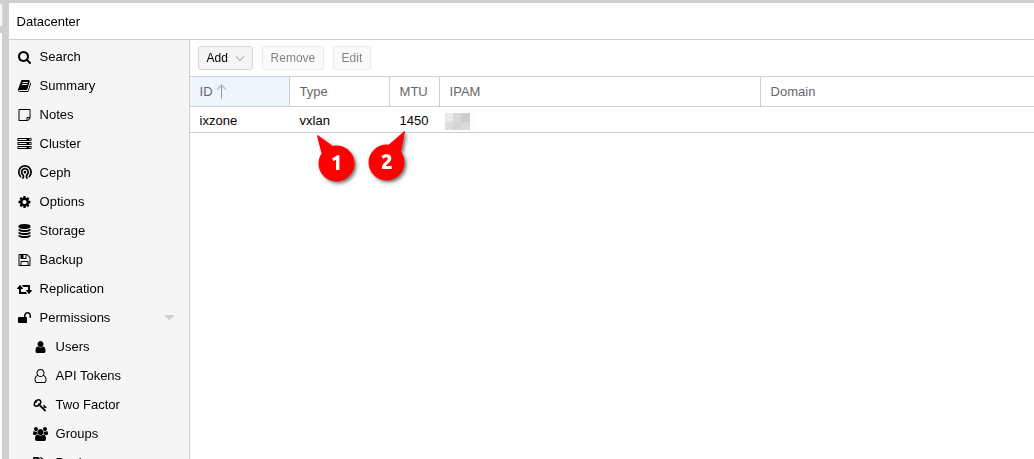 Datacenter
Search
Summary
Notes
Cluster
Ceph
Options
Storage
Backup
Replication
Permissions
Users
API Tokens
Two Factor
Groups
Add Remove Edit
ID Type MTU IPAM Domain
ixzone vxlan 1450
1 2